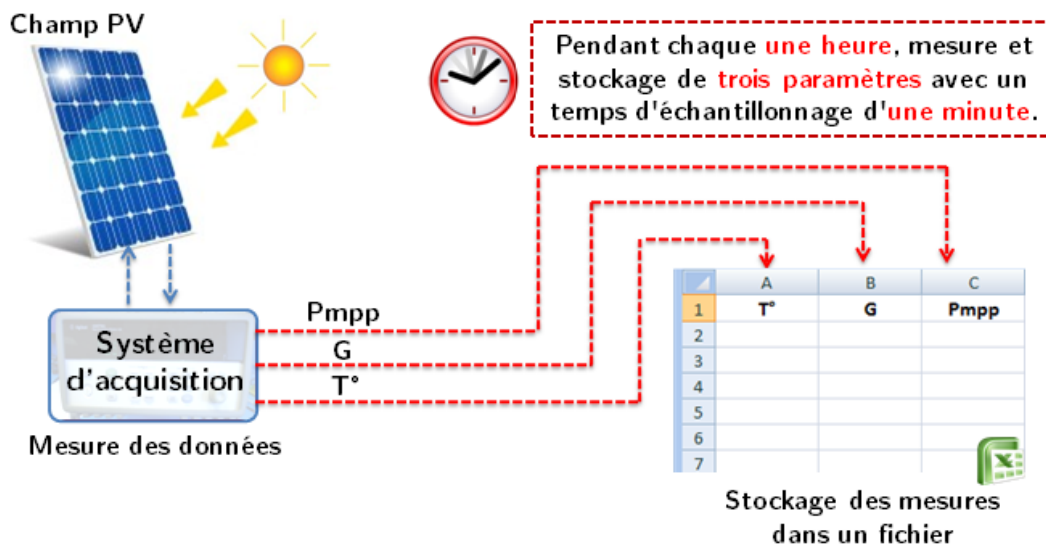 Champ PV
Pendant chaque une heure, mesure et
stockage de trois paramètres avec un
temps d'échantillonnage d'une minute.
Pmpp
G
T°
Système
d'acquisition
Mesure des données
A B C
1 T° G Pmpp
2
3
4
5
6
7
Stockage des mesures
dans un fichier